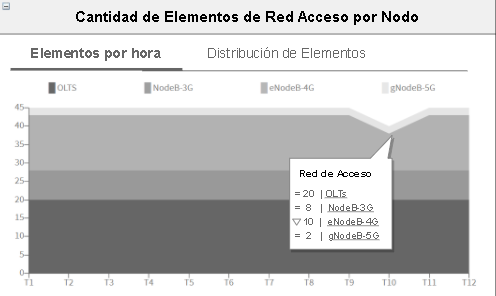 Cantidad de Elementos de Red Acceso por Nodo
Elementos por hora Distribución de Elementos
OLTS NodeB-3G eNodeB-4G gNodeB-5G
45
40
35
30
25
20
15
10
5
0
Red de Acceso
= 20 | OLTs
= 8 | NodeB-3G
▽ 10 | eNodeB-4G
= 2 | gNodeB-5G
T1 T2 T3 T4 T5 T6 T7 T8 T9 T10 T11 T12